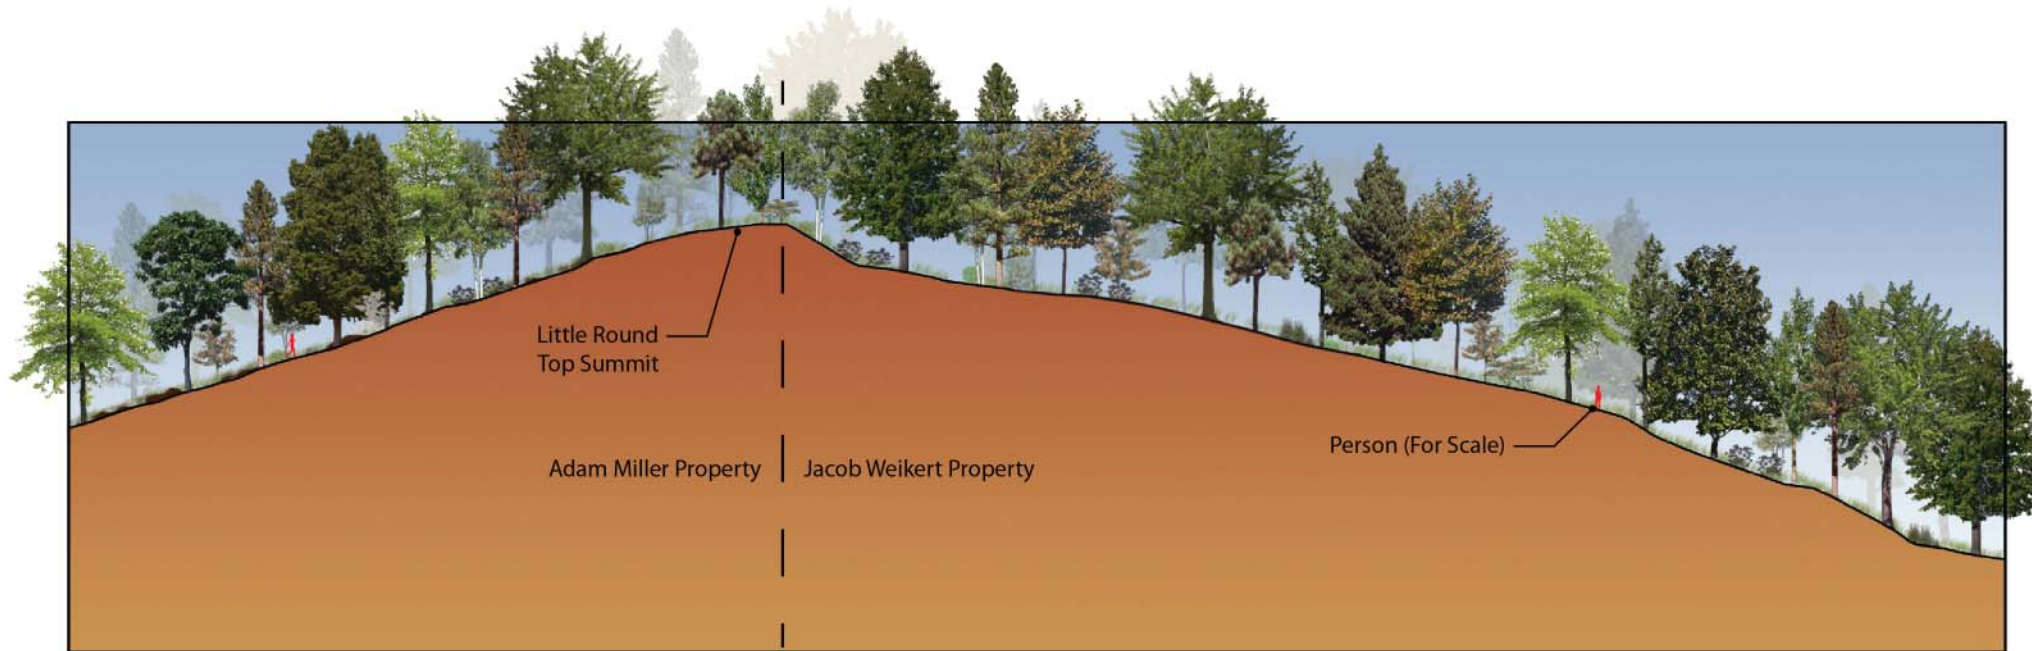 Little Round
Top Summit
Person (For Scale)
Adam Miller Property
Jacob Weikert Property